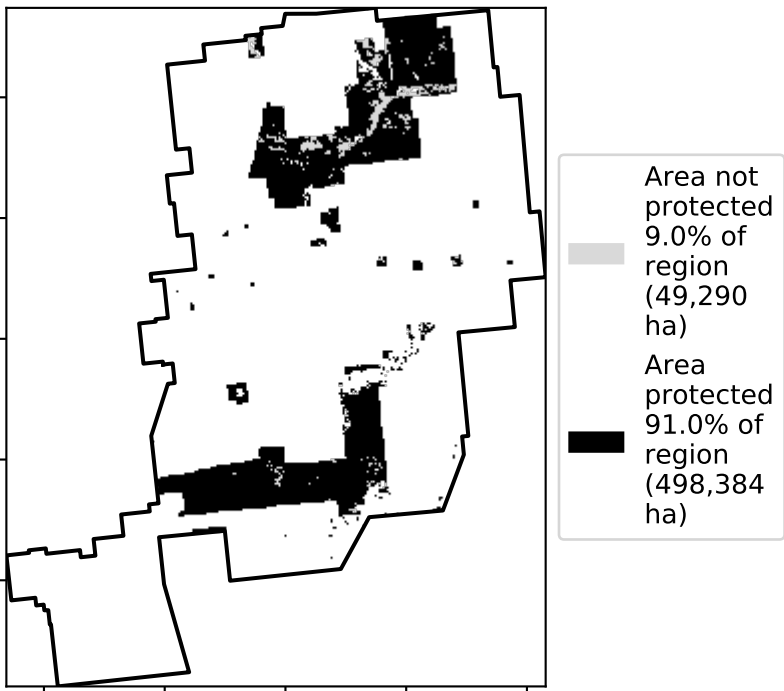 Area not
protected
9.0% of
region
(49,290
ha)
Area
protected
91.0% of
region
(498,384
ha)